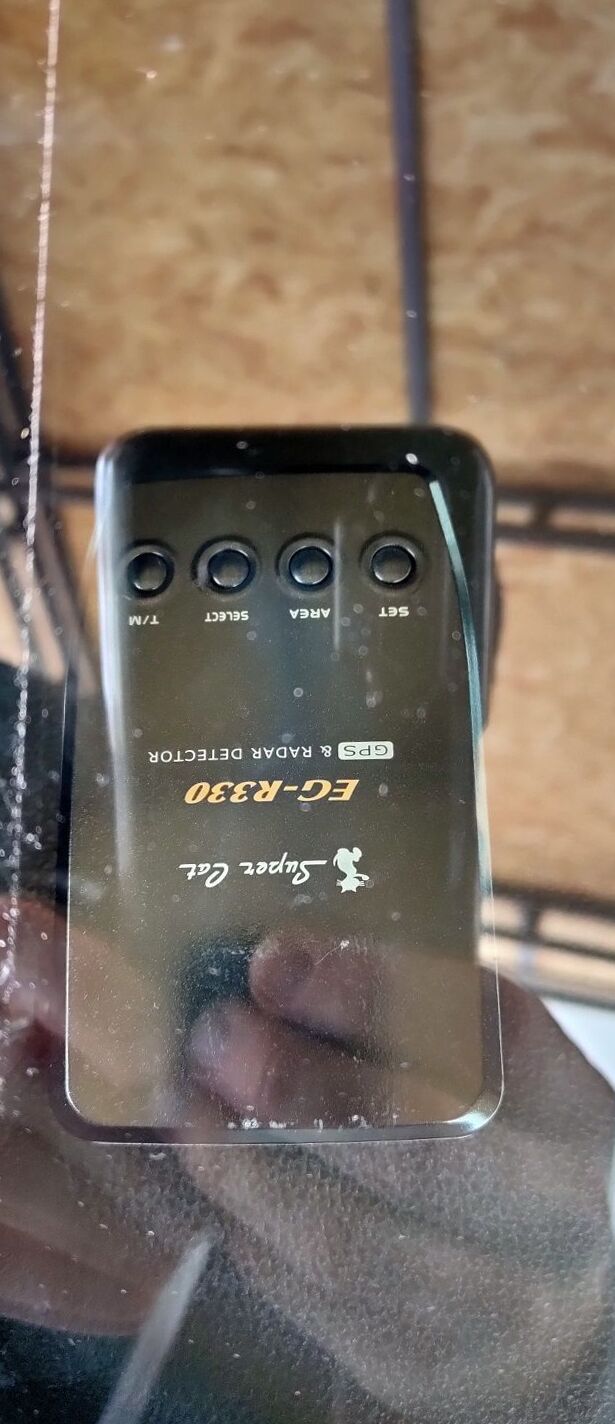 Super Cat
EG-R330
GPS & RADAR DETECTOR
SET AREA SELECT T/M